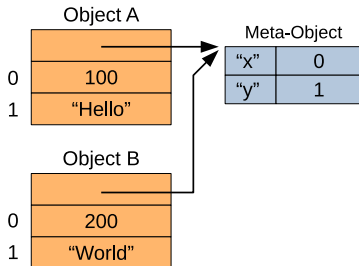 Object A
0 100
1 “Hello”
Meta-Object
“x” 0
“y” 1
Object B
0 200
1 “World”